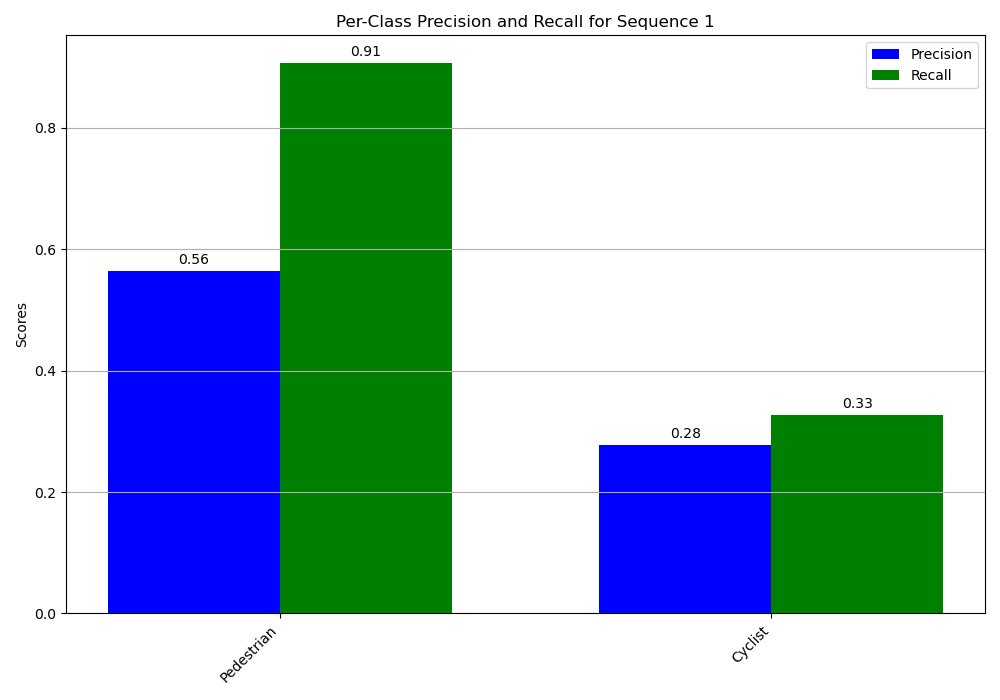 Per-Class Precision and Recall for Sequence 1
Precision
Recall
Scores
0.8
0.6
0.4
0.2
0.0
0.56
0.91
0.28
0.33
Pedestrian
Cyclist